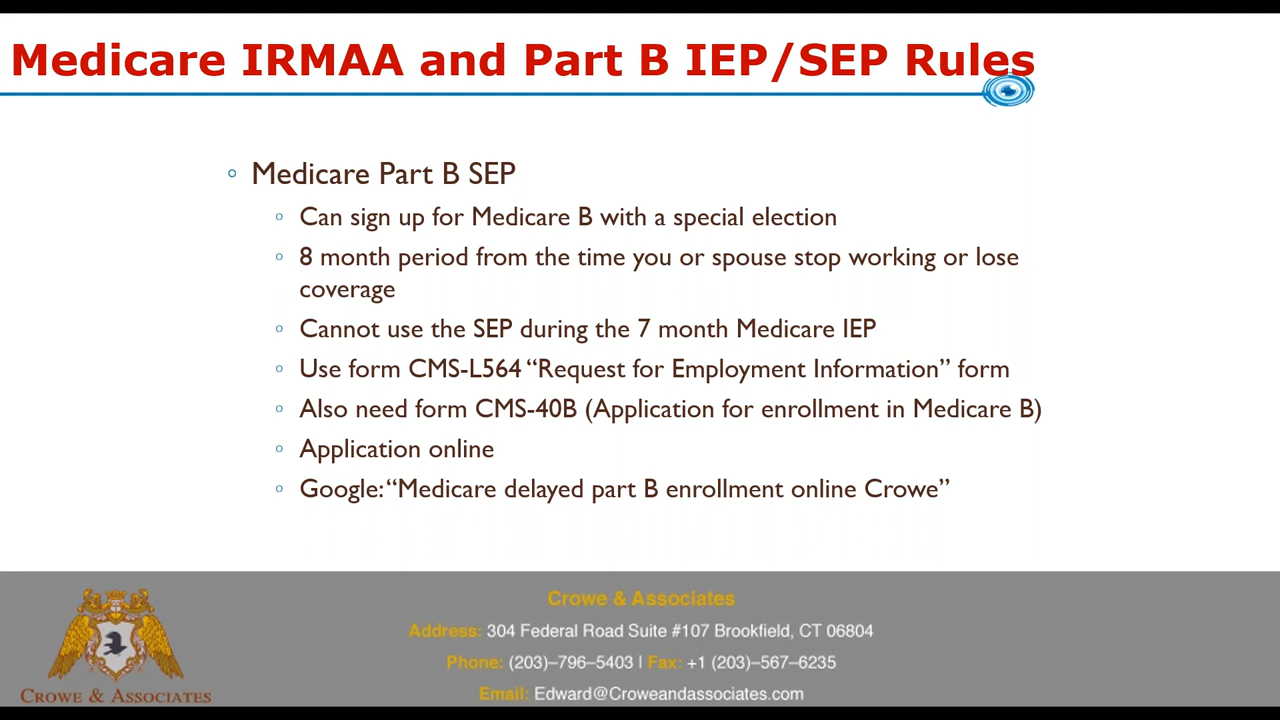 Medicare IRMAA and Part B IEP/SEP Rules
Medicare Part B SEP
Can sign up for Medicare B with a special election
8 month period from the time you or spouse stop working or lose
coverage
Cannot use the SEP during the 7 month Medicare IEP
Use form CMS-L564 “Request for Employment Information” form
Also need form CMS-40B (Application for enrollment in Medicare B)
Application online
Google: “Medicare delayed part B enrollment online Crowe”
Crowe & Associates
Address: 304 Federal Road Suite #107 Brookfield, CT 06804
Phone: (203)–796–5403 I Fax: +1 (203)–567–6235
Email: Edward@Croweandassociates.com
Crowe & Associates